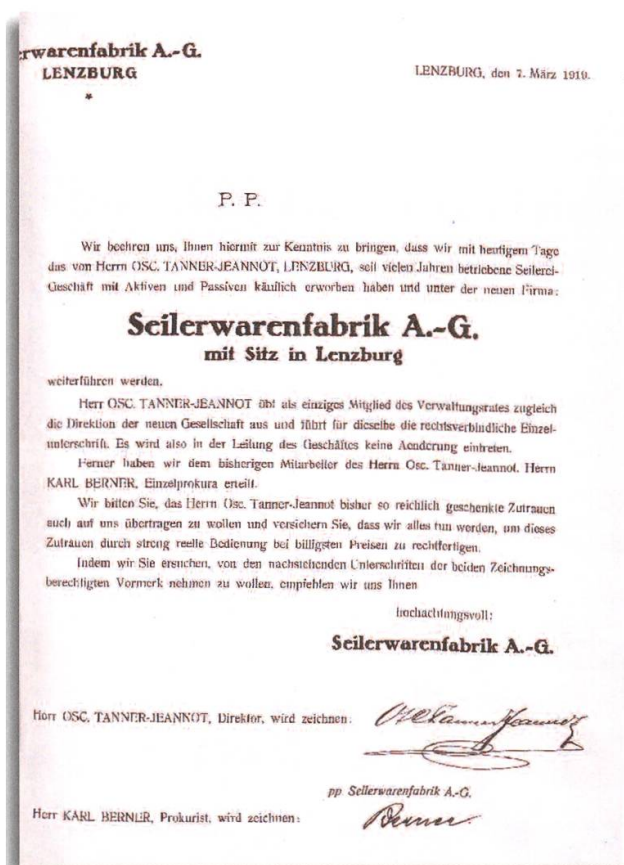 rwarenfabrik A.-G.
LENZBURG
*
LENZBURG, den 7. März 1919.
P. P.
Wir beehren uns, Ihnen hiermit zur Kenntnis zu bringen, dass wir mit heutigem Tage
das von Herrn OSC. TANNER-JEANNOT, LENZBURG, seit vielen Jahren betriebene Seilerei-
Geschäft mit Aktiven und Passiven käuflich erworben haben und unter der neuen Firma:
Seilerwarenfabrik A.-G.
mit Sitz in Lenzburg
weiterführen werden.
Herr OSC. TANNER-JEANNOT übt als einziges Mitglied des Verwaltungsrates zugleich
die Direktion der neuen Gesellschaft aus und führt für dieselbe die rechtsverbindliche Einzel-
unterschrift. Es wird also in der Leitung des Geschäftes keine Aenderung eintreten.
Ferner haben wir dem bisherigen Mitarbeiter des Herrn Osc. Tanner-Jeannot, Herrn
KARL BERNER, Einzelprokura erteilt.
Wir bitten Sie, das Herrn Osc. Tanner-Jeannot bisher so reichlich geschenkte Zutrauen
auch auf uns übertragen zu wollen und versichern Sie, dass wir alles tun werden, um dieses
Zutrauen durch streng reelle Bedienung bei billigsten Preisen zu rechtfertigen.
Indem wir Sie ersuchen, von den nachstehenden Unterschriften der beiden Zeichnungs-
berechtigten Vormerk nehmen zu wollen, empfehlen wir uns Ihnen
hochachtungsvoll:
Seilerwarenfabrik A.-G.
Herr OSC. TANNER-JEANNOT, Direktor, wird zeichnen:
Osc Tanner Jeannot
pp Seilerwarenfabrik A.-G.
Herr KARL BERNER, Prokurist, wird zeichnen:
Berner.